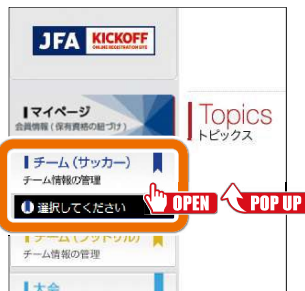 JFA KICKOFF
ONLINE REGISTRATION SITE
マイページ
会員情報(保有資格の紐づけ)
Topics
トピックス
チーム(サッカー)
チーム情報の管理
選択してください
OPEN
POP UP
チーム(フットサル)
チーム情報の管理
大会